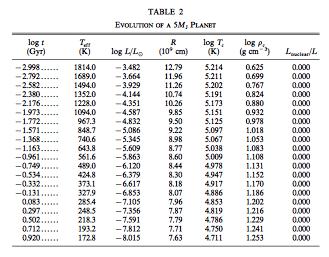 TABLE 2
EVOLUTION OF A 5M_J PLANET
log t (Gyr) T_eff (K) log L/L⊙ R (10⁹ cm) log T_c (K) log ρ_c (g cm⁻³) L_nuclear/L
−2.998...... 1814.0 −3.482 12.79 5.214 0.625 0.000
−2.792...... 1689.0 −3.664 11.96 5.211 0.699 0.000
−2.582...... 1494.0 −3.929 11.26 5.202 0.767 0.000
−2.380...... 1352.0 −4.144 10.74 5.191 0.824 0.000
−2.176...... 1228.0 −4.351 10.26 5.173 0.880 0.000
−1.973...... 1094.0 −4.587 9.85 5.151 0.932 0.000
−1.772...... 967.3 −4.832 9.50 5.125 0.978 0.000
−1.571...... 848.7 −5.086 9.22 5.097 1.018 0.000
−1.368...... 740.6 −5.345 8.98 5.067 1.053 0.000
−1.163...... 643.8 −5.609 8.77 5.038 1.083 0.000
−0.961...... 561.6 −5.863 8.60 5.009 1.108 0.000
−0.749...... 489.0 −6.120 8.44 4.978 1.131 0.000
−0.534...... 424.8 −6.379 8.30 4.947 1.152 0.000
−0.332...... 373.1 −6.617 8.18 4.917 1.170 0.000
−0.131...... 327.9 −6.853 8.07 4.886 1.186 0.000
0.083...... 285.4 −7.105 7.96 4.853 1.202 0.000
0.297...... 248.5 −7.356 7.87 4.819 1.216 0.000
0.502...... 218.3 −7.591 7.79 4.786 1.229 0.000
0.712...... 193.2 −7.812 7.71 4.750 1.241 0.000
0.920...... 172.8 −8.015 7.63 4.711 1.253 0.000